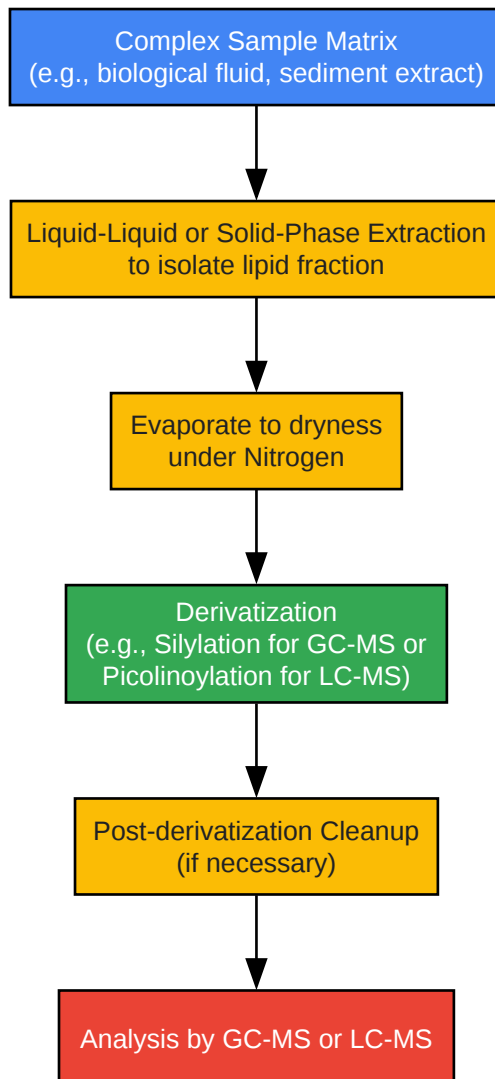 Complex Sample Matrix
(e.g., biological fluid, sediment extract)
Liquid-Liquid or Solid-Phase Extraction
to isolate lipid fraction
Evaporate to dryness
under Nitrogen
Derivatization
(e.g., Silylation for GC-MS or
Picolinoylation for LC-MS)
Post-derivatization Cleanup
(if necessary)
Analysis by GC-MS or LC-MS